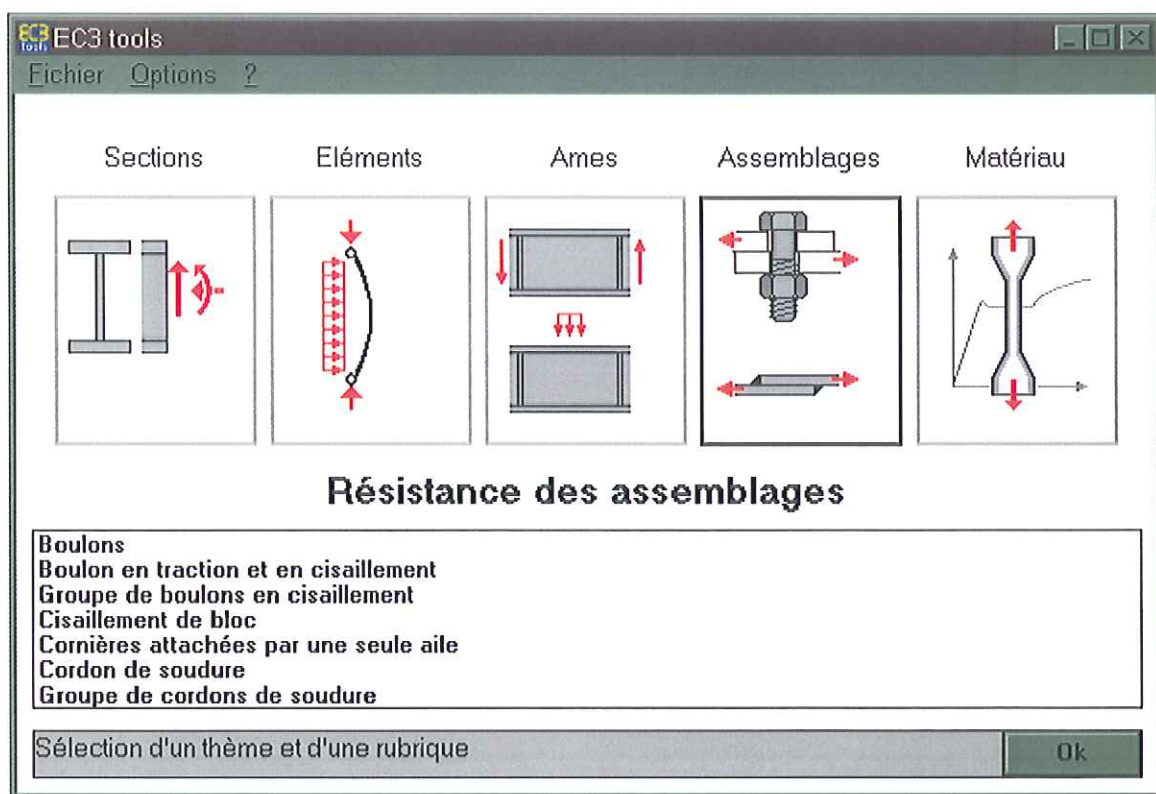 EC3 tools
EC3 tools
Fichier Options ?
Sections Eléments Ames Assemblages Matériau
Résistance des assemblages
Boulons
Boulon en traction et en cisaillement
Groupe de boulons en cisaillement
Cisaillement de bloc
Cornières attachées par une seule aile
Cordon de soudure
Groupe de cordons de soudure
Sélection d'un thème et d'une rubrique
Ok